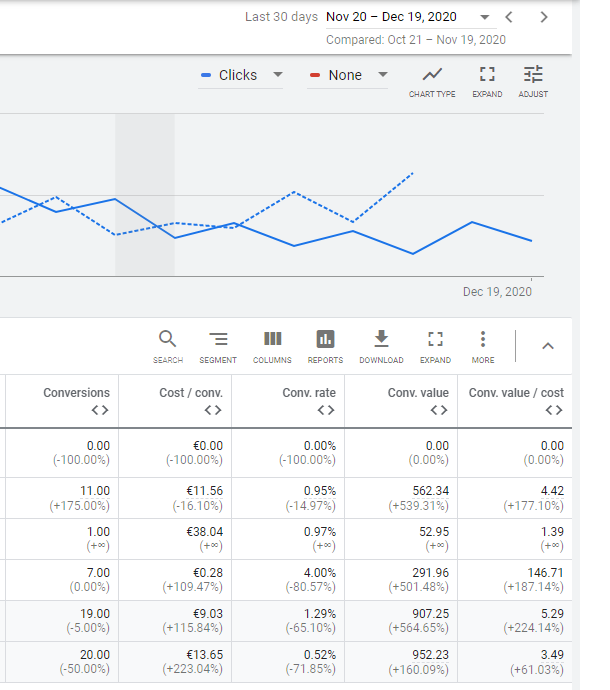 Last 30 days Nov 20 – Dec 19, 2020
Compared: Oct 21 – Nov 19, 2020
Clicks None
CHART TYPE EXPAND ADJUST
Dec 19, 2020
SEARCH SEGMENT COLUMNS REPORTS DOWNLOAD EXPAND MORE
Conversions Cost / conv. Conv. rate Conv. value Conv. value / cost
0.00 €0.00 0.00% 0.00 0.00
(-100.00%) (-100.00%) (-100.00%) (0.00%) (0.00%)
11.00 €11.56 0.95% 562.34 4.42
(+175.00%) (-16.10%) (-14.97%) (+539.31%) (+177.10%)
1.00 €38.04 0.97% 52.95 1.39
(+∞) (+∞) (+∞) (+∞) (+∞)
7.00 €0.28 4.00% 291.96 146.71
(0.00%) (+109.47%) (-80.57%) (+501.48%) (+187.14%)
19.00 €9.03 1.29% 907.25 5.29
(-5.00%) (+115.84%) (-65.10%) (+564.65%) (+224.14%)
20.00 €13.65 0.52% 952.23 3.49
(-50.00%) (+223.04%) (-71.85%) (+160.09%) (+61.03%)